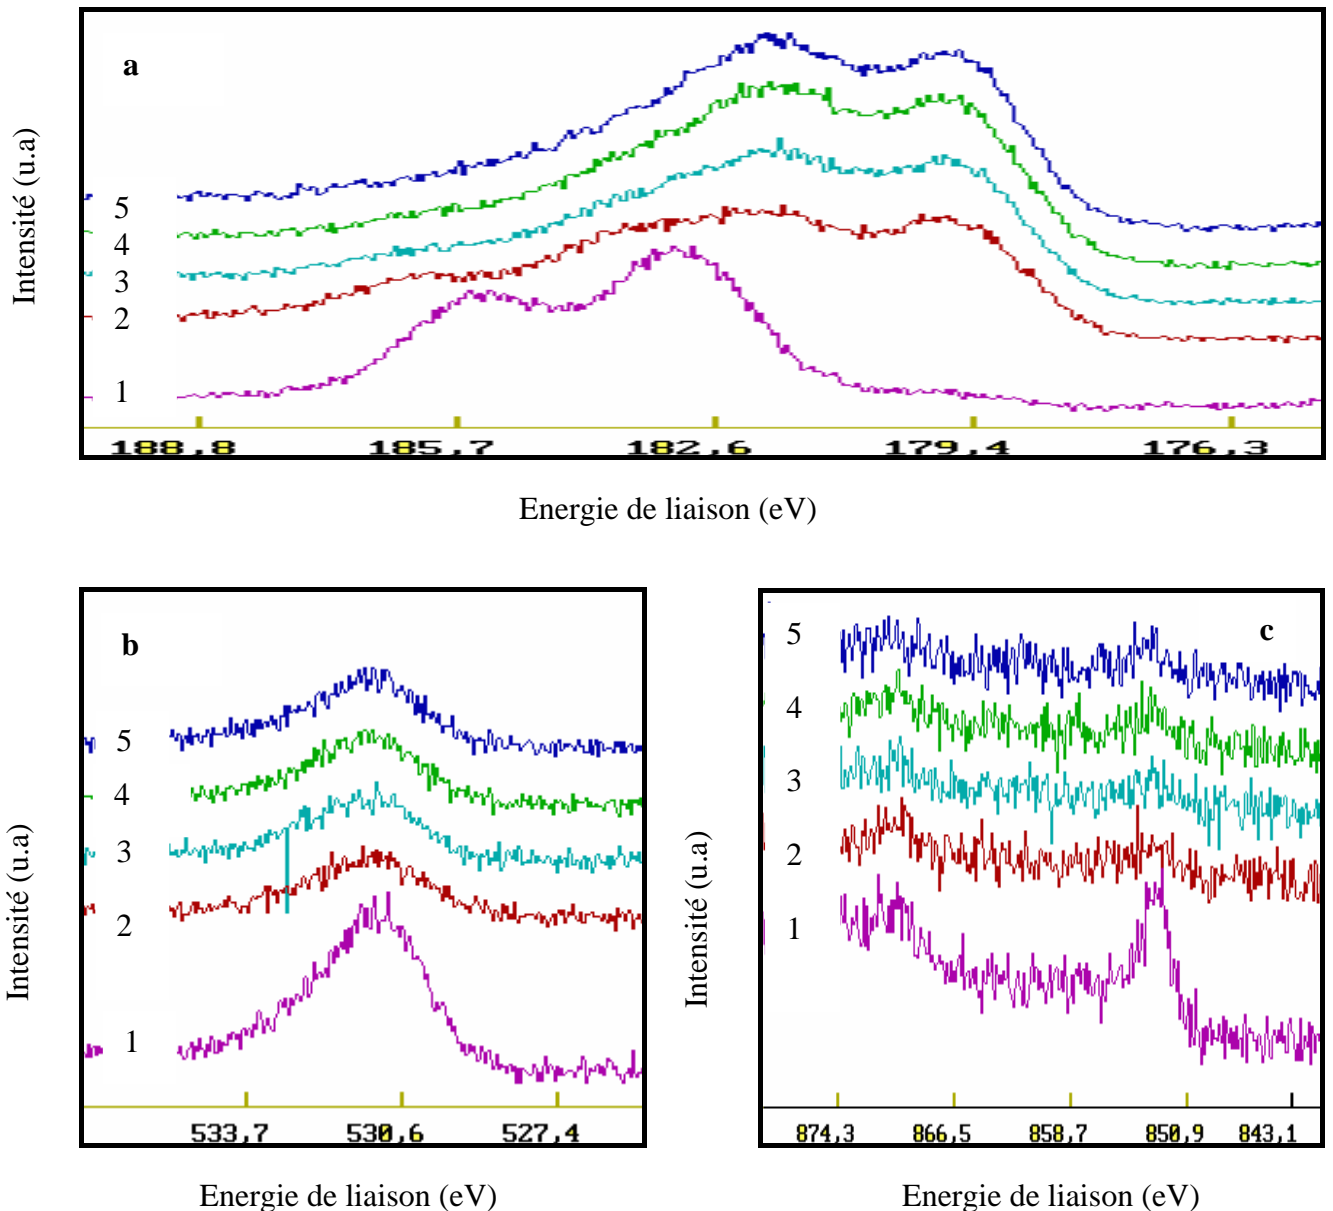 a
Intensité (u.a)
5
4
3
2
1
188,8 185,7 182,6 179,4 176,3
Energie de liaison (eV)
b
Intensité (u.a)
5
4
3
2
1
533,7 530,6 527,4
Energie de liaison (eV)
c
Intensité (u.a)
5
4
3
2
1
874,3 866,5 858,7 850,9 843,1
Energie de liaison (eV)